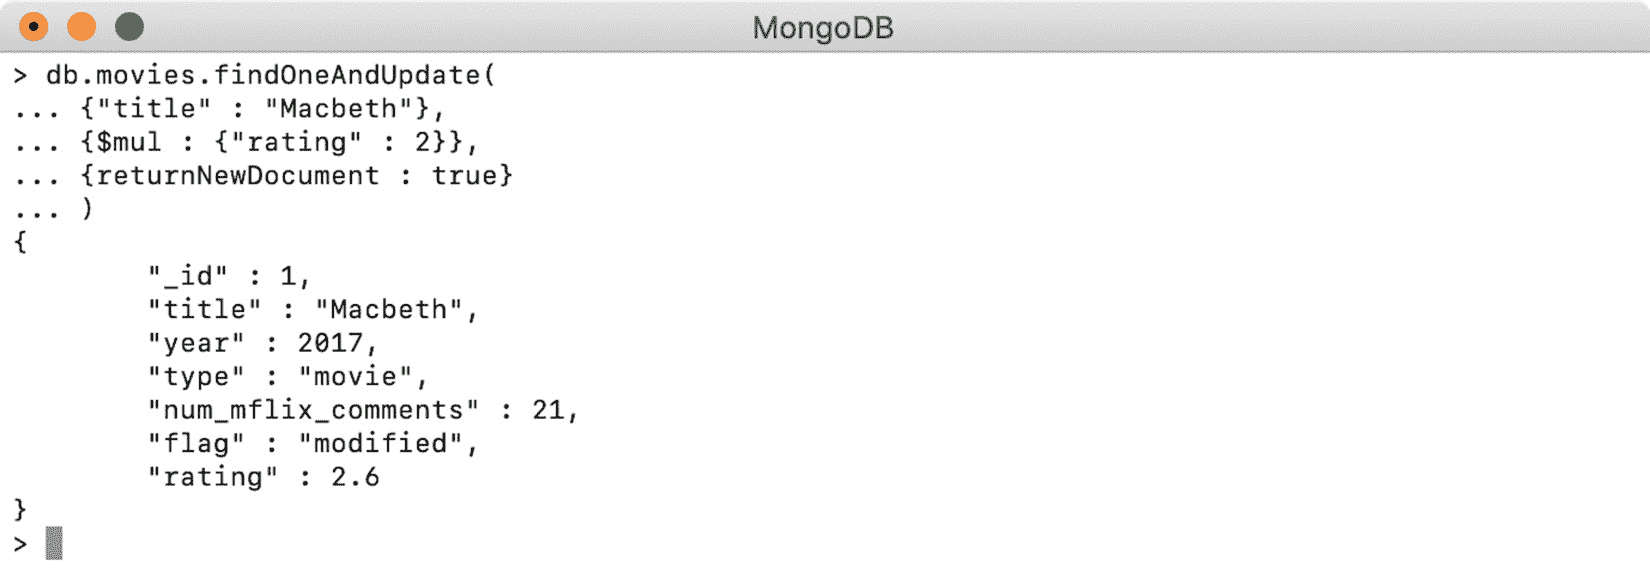 MongoDB
> db.movies.findOneAndUpdate(
... {"title" : "Macbeth"},
... {$mul : {"rating" : 2}},
... {returnNewDocument : true}
... )
{
        "_id" : 1,
        "title" : "Macbeth",
        "year" : 2017,
        "type" : "movie",
        "num_mflix_comments" : 21,
        "flag" : "modified",
        "rating" : 2.6
}
>